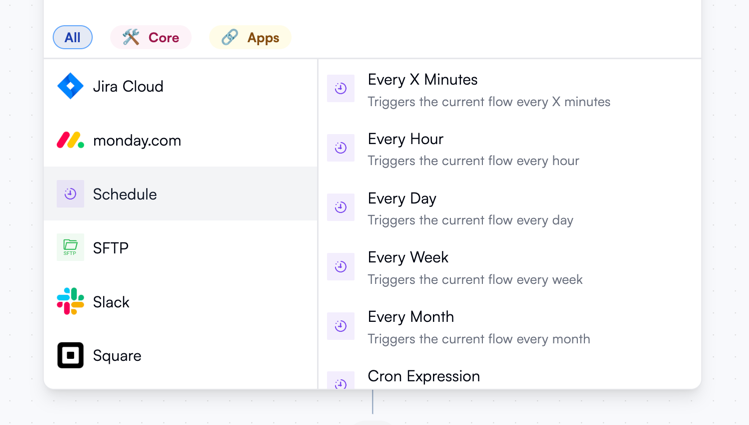 All
Core
Apps
Jira Cloud
monday.com
Schedule
SFTP
SFTP
Slack
Square
Every X Minutes
Triggers the current flow every X minutes
Every Hour
Triggers the current flow every hour
Every Day
Triggers the current flow every day
Every Week
Triggers the current flow every week
Every Month
Triggers the current flow every month
Cron Expression